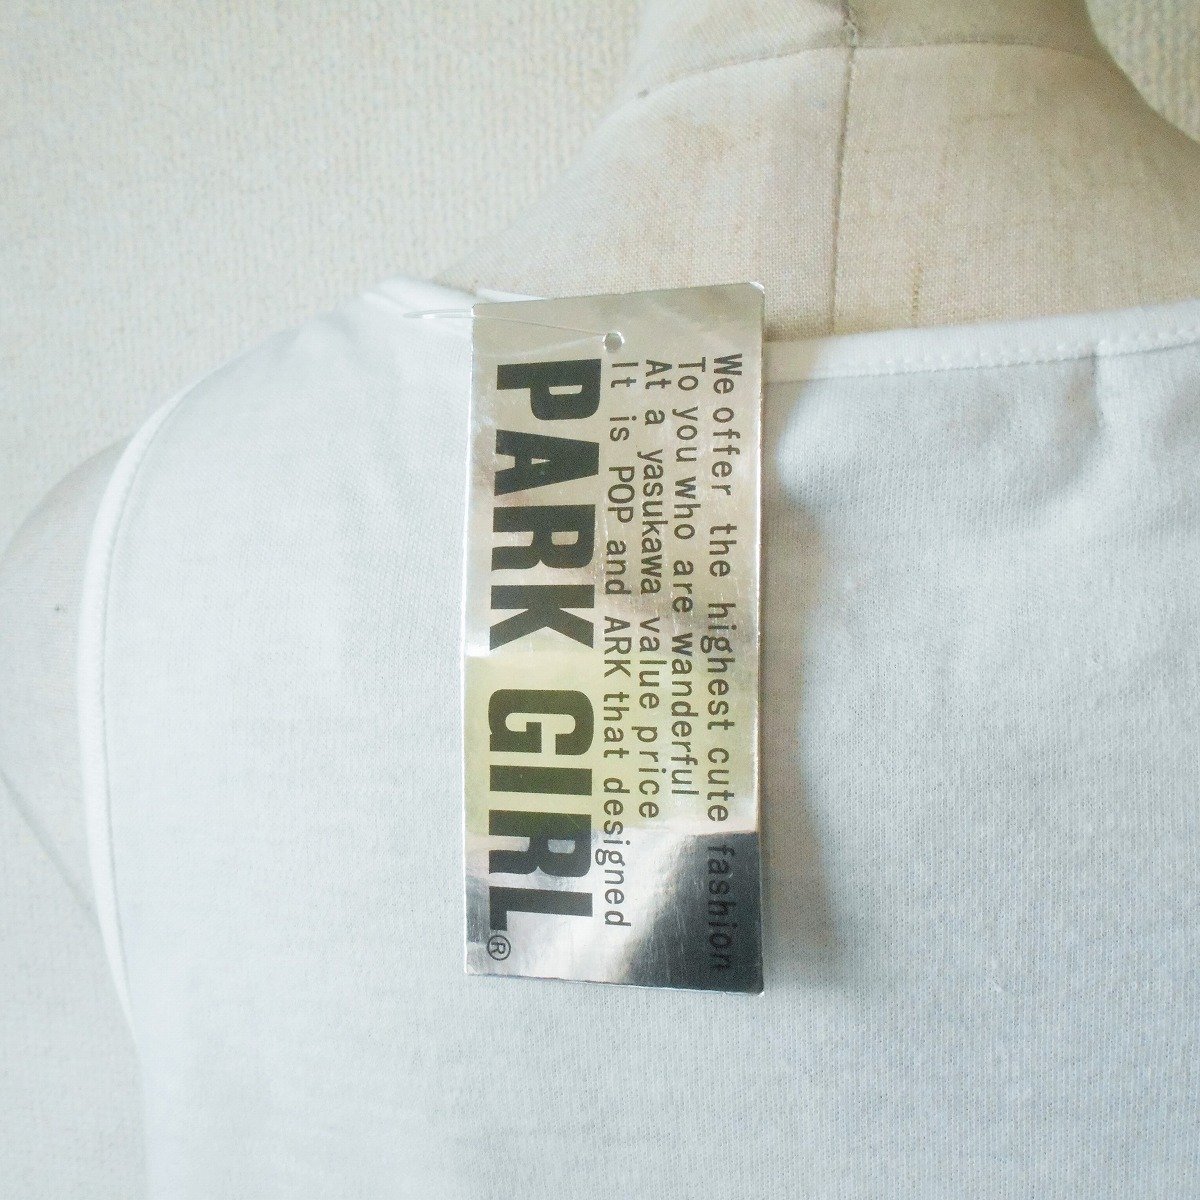 We offer the highest cute fashion
To you who are wanderful
At a yasukawa value price
It is POP and ARK that designed
PARK GIRL®